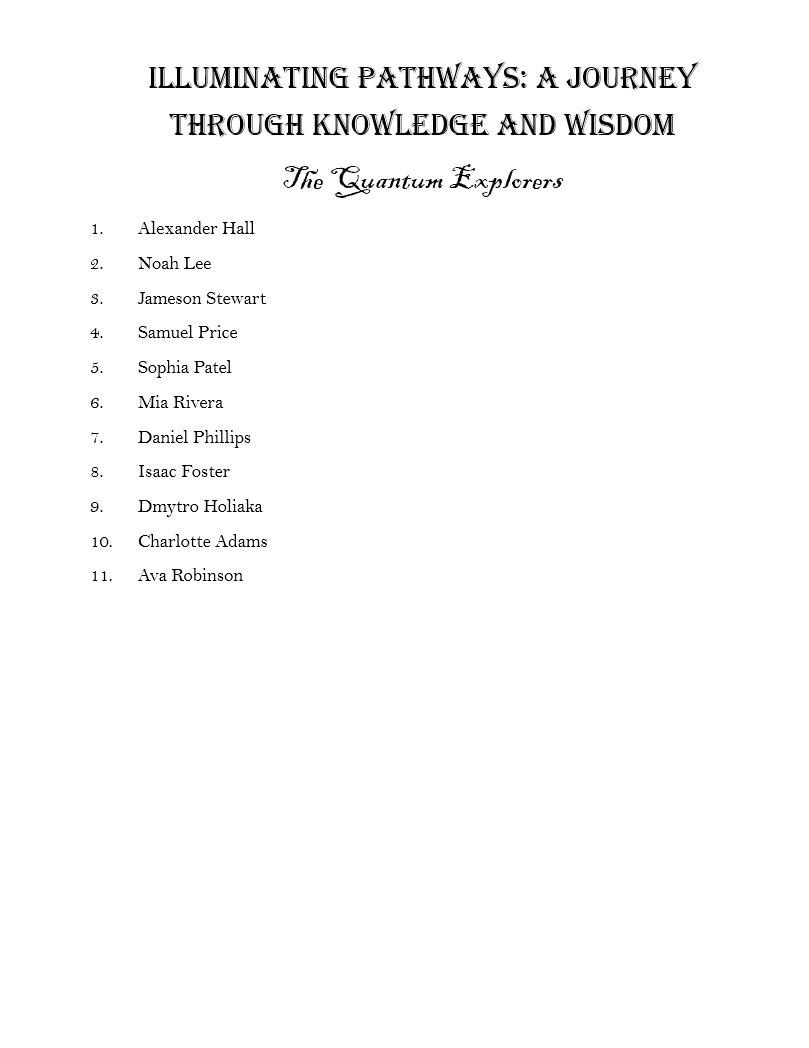 ILLUMINATING PATHWAYS: A JOURNEY
THROUGH KNOWLEDGE AND WISDOM
The Quantum Explorers
1. Alexander Hall
2. Noah Lee
3. Jameson Stewart
4. Samuel Price
5. Sophia Patel
6. Mia Rivera
7. Daniel Phillips
8. Isaac Foster
9. Dmytro Holiaka
10. Charlotte Adams
11. Ava Robinson